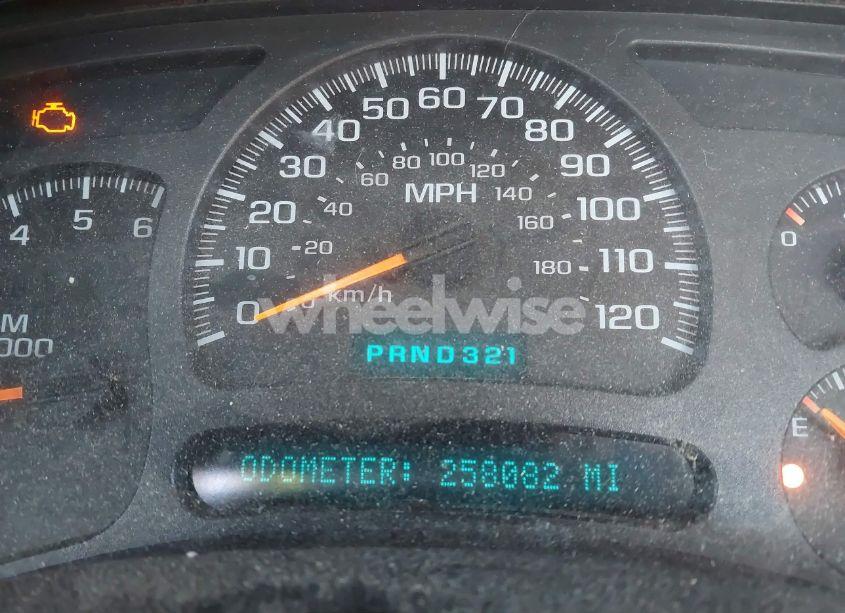 60
50 70
40 80
80 100 120
30 60 140 90
MPH
4 5 6 20 40 160 100
0
10 20 180 110
0 km/h 120
wheelwise
M
000
PRND321
E
ODOMETER: 258082 MI